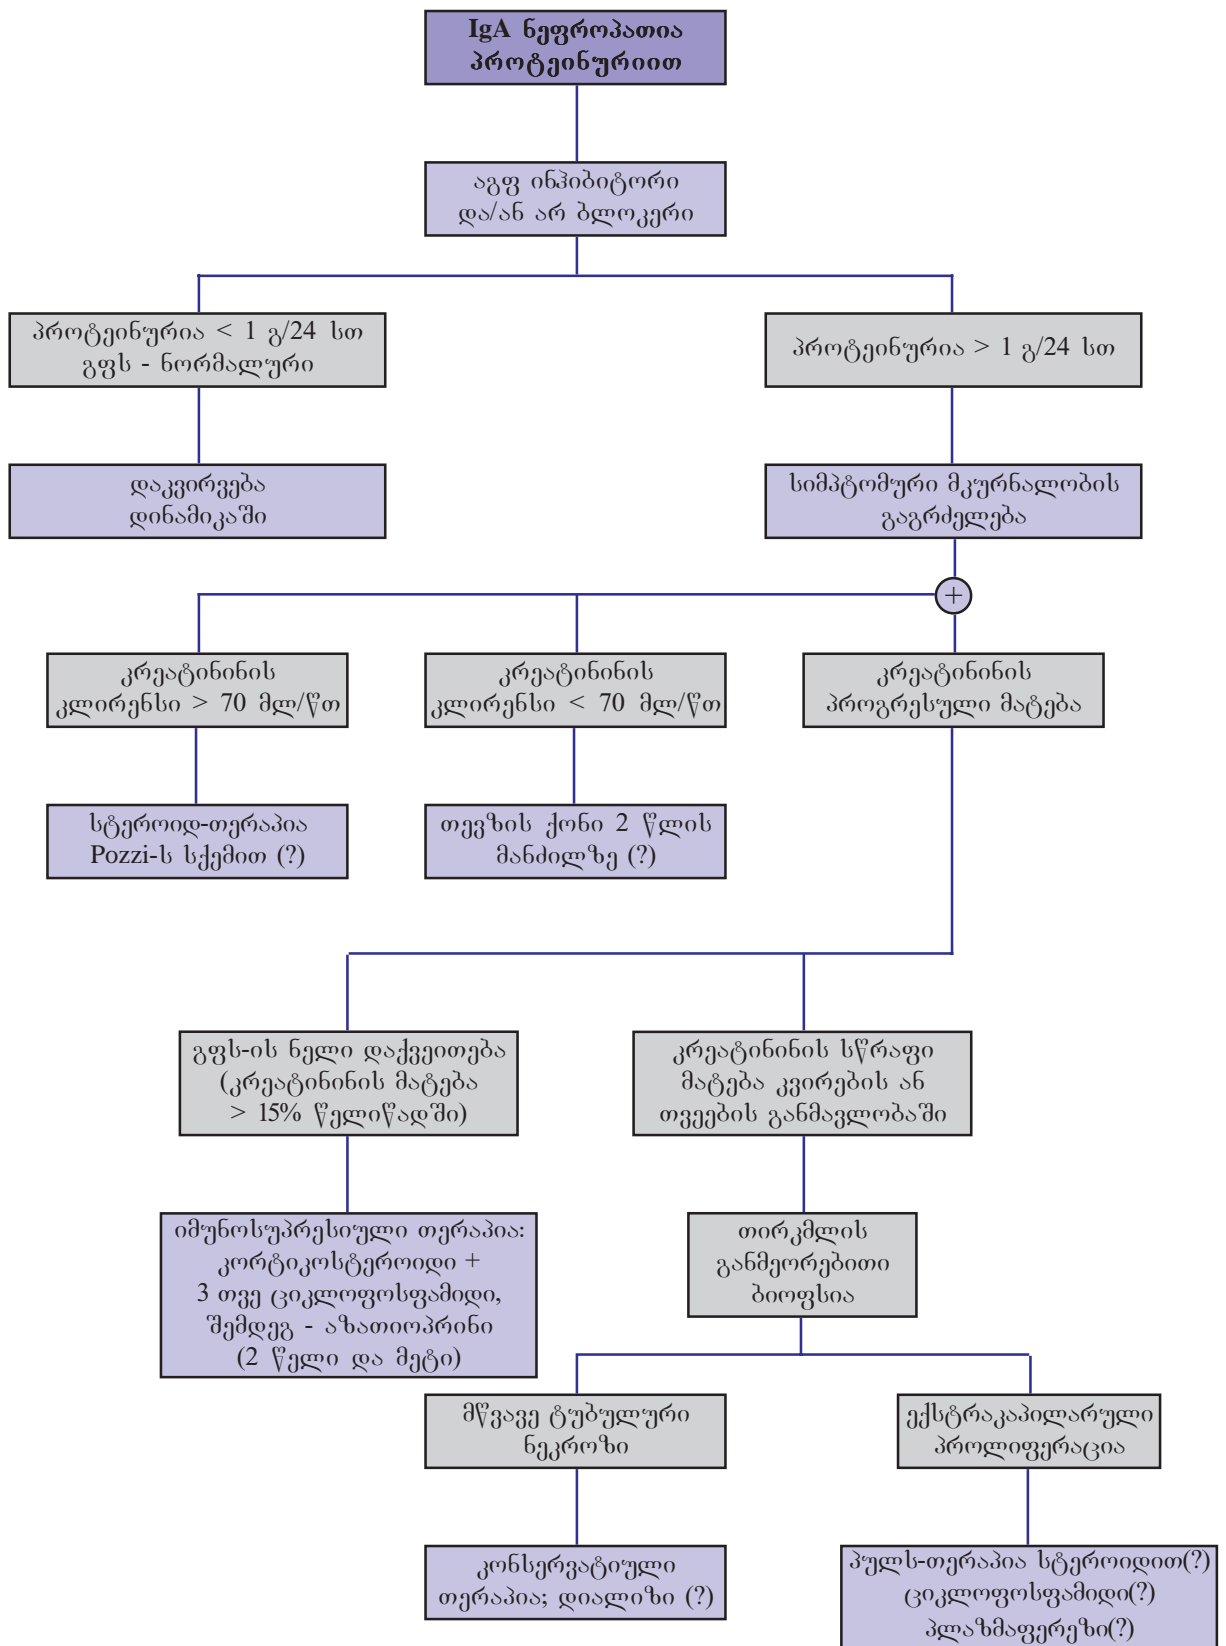 IgA ნეფროპათია
პროტეინურიით
აგფ ინჰიბიტორი
და/ან არ ბლოკერი
პროტეინურია < 1 გ/24 სთ
გფს - ნორმალური
პროტეინურია > 1 გ/24 სთ
დაკვირვება
დინამიკაში
სიმპტომური მკურნალობის
გაგრძელება
+
კრეატინინის
კლირენსი > 70 მლ/წთ
კრეატინინის
კლირენსი < 70 მლ/წთ
კრეატინინის
პროგრესული მატება
სტეროიდ-თერაპია
Pozzi-ს სქემით (?)
თევზის ქონი 2 წლის
მანძილზე (?)
გფს-ის ნელი დაქვეითება
(კრეატინინის მატება
> 15% წელიწადში)
კრეატინინის სწრაფი
მატება კვირების ან
თვეების განმავლობაში
იმუნოსუპრესიული თერაპია:
კორტიკოსტეროიდი +
3 თვე ციკლოფოსფამიდი,
შემდეგ - აზათიოპრინი
(2 წელი და მეტი)
თირკმლის
განმეორებითი
ბიოფსია
მწვავე ტუბულური
ნეკროზი
ექსტრაკაპილარული
პროლიფერაცია
კონსერვატიული
თერაპია; დიალიზი (?)
პულს-თერაპია სტეროიდით(?)
ციკლოფოსფამიდი(?)
პლაზმაფერეზი(?)